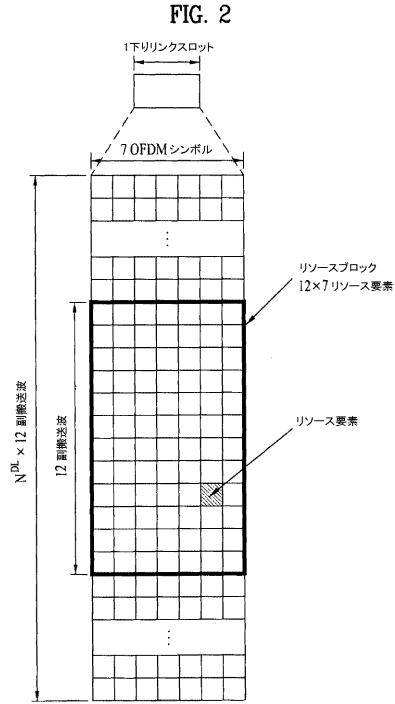 FIG. 2
1下りリンクスロット
7 OFDMシンボル
リソースブロック
12×7リソース要素
リソース要素
12 副搬送波
N^DL × 12 副搬送波